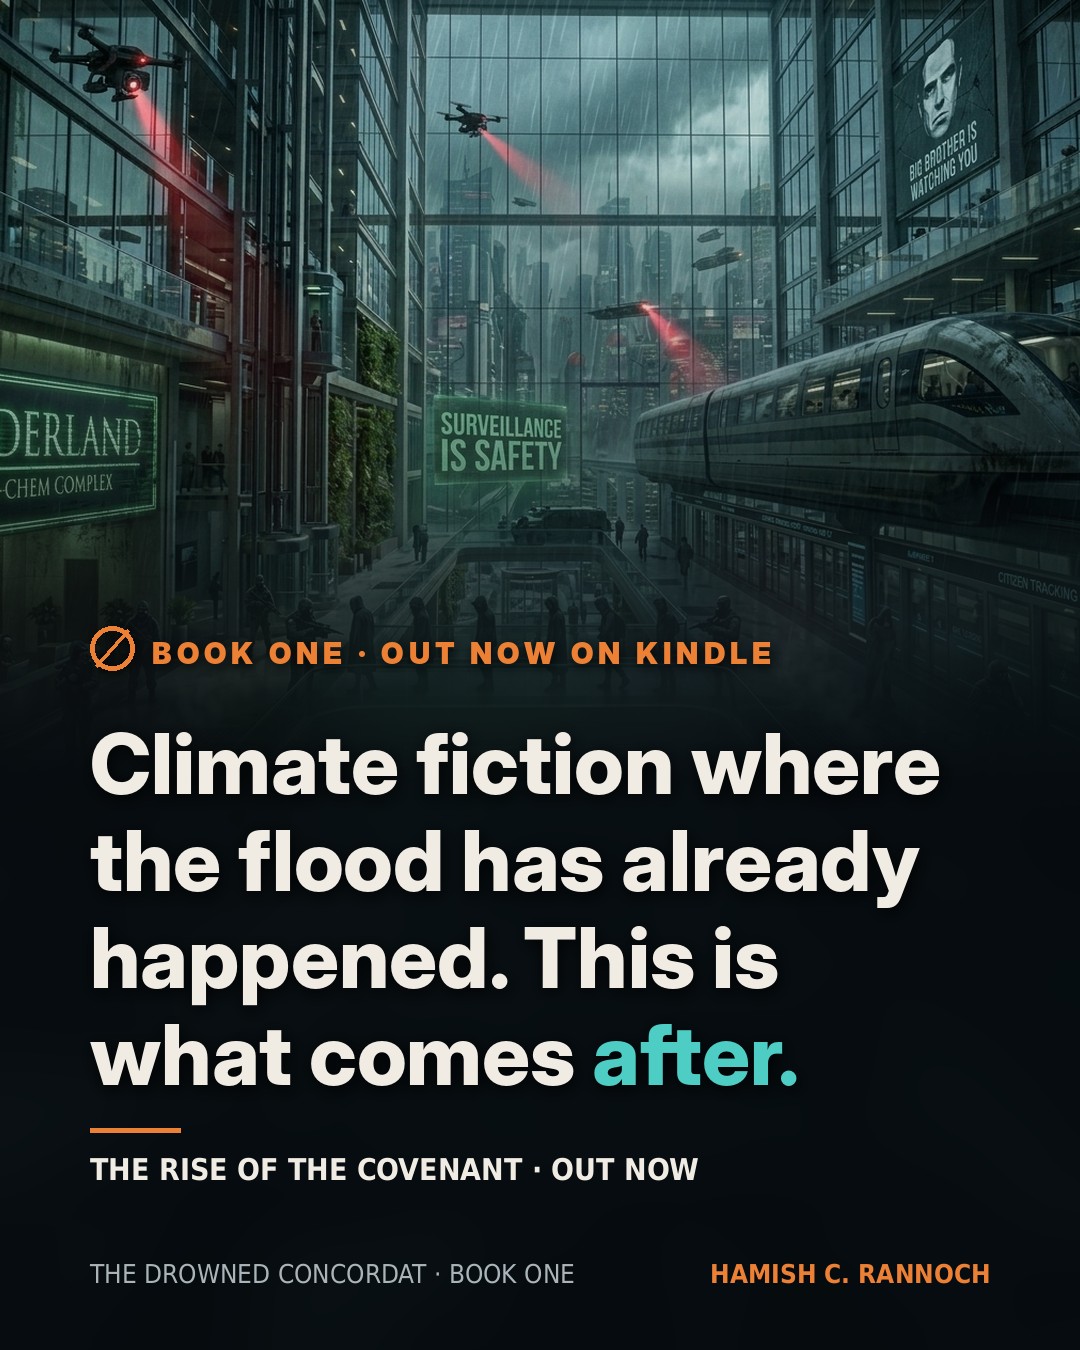 BIG BROTHER IS
WATCHING YOU
DERLAND
-CHEM COMPLEX
SURVEILLANCE
IS SAFETY
CITIZEN TRACKING
BOOK ONE · OUT NOW ON KINDLE
Climate fiction where
the flood has already
happened. This is
what comes after.
THE RISE OF THE COVENANT · OUT NOW
THE DROWNED CONCORDAT · BOOK ONE
HAMISH C. RANNOCH